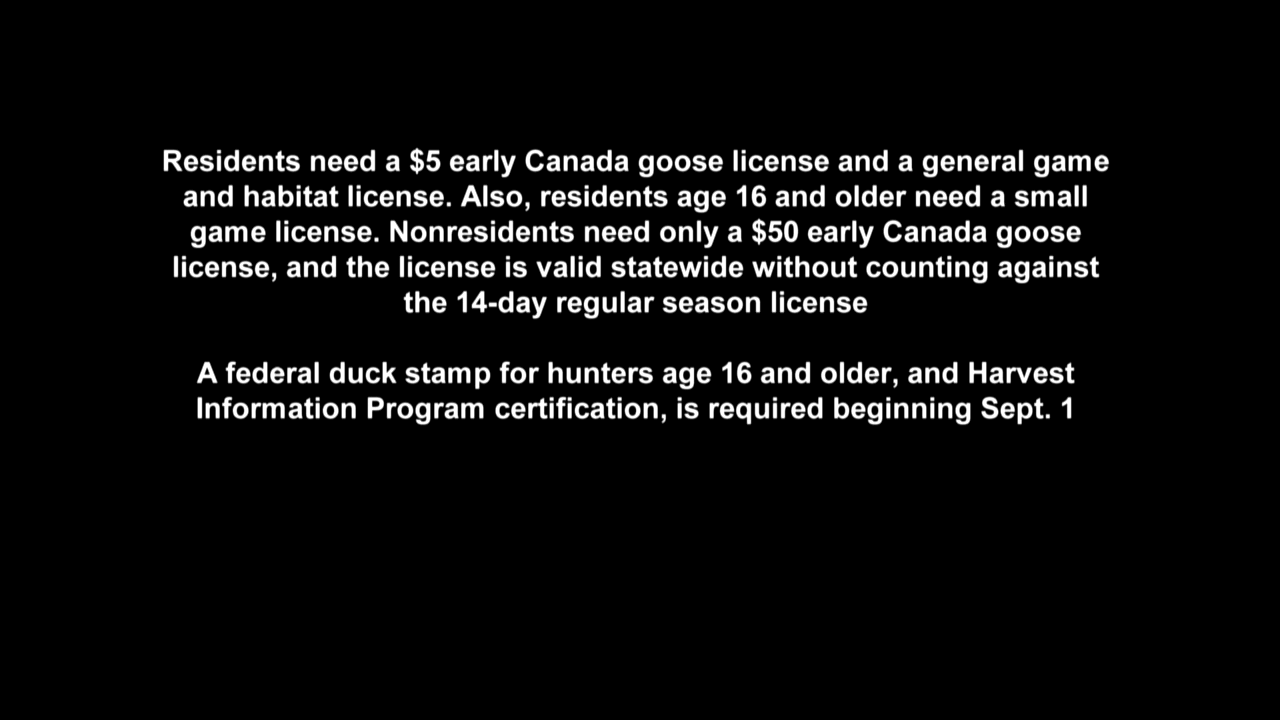 Residents need a $5 early Canada goose license and a general game
and habitat license. Also, residents age 16 and older need a small
game license. Nonresidents need only a $50 early Canada goose
license, and the license is valid statewide without counting against
the 14-day regular season license
A federal duck stamp for hunters age 16 and older, and Harvest
Information Program certification, is required beginning Sept. 1